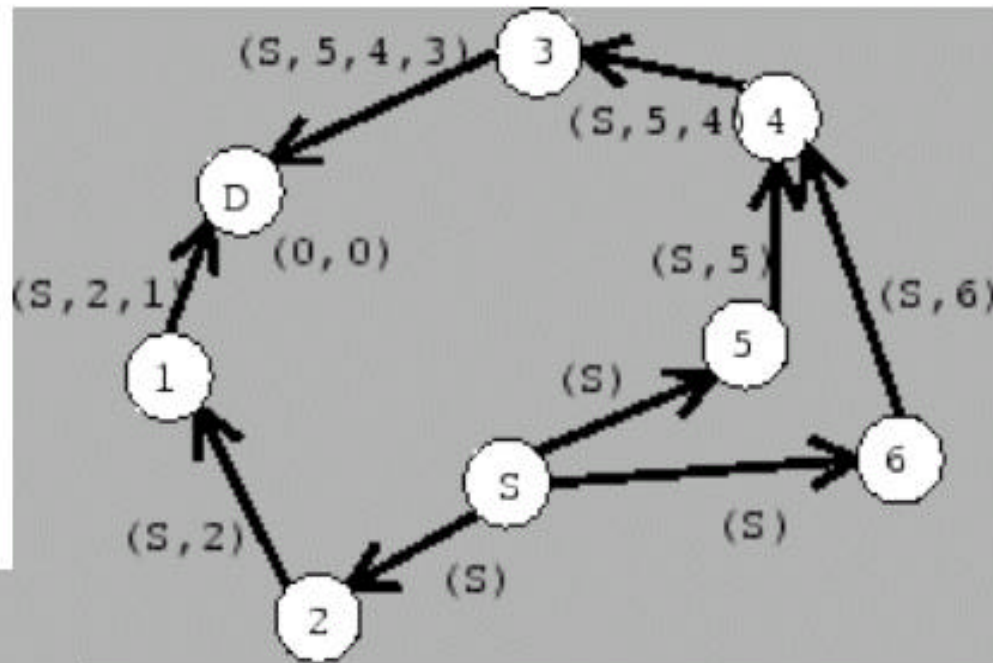 (S,5,4,3)
3
(S,5,4)
4
D
(0,0)
(S,2,1)
(S,5)
(S,6)
5
1
(S)
6
S
(S,2)
(S)
(S)
2